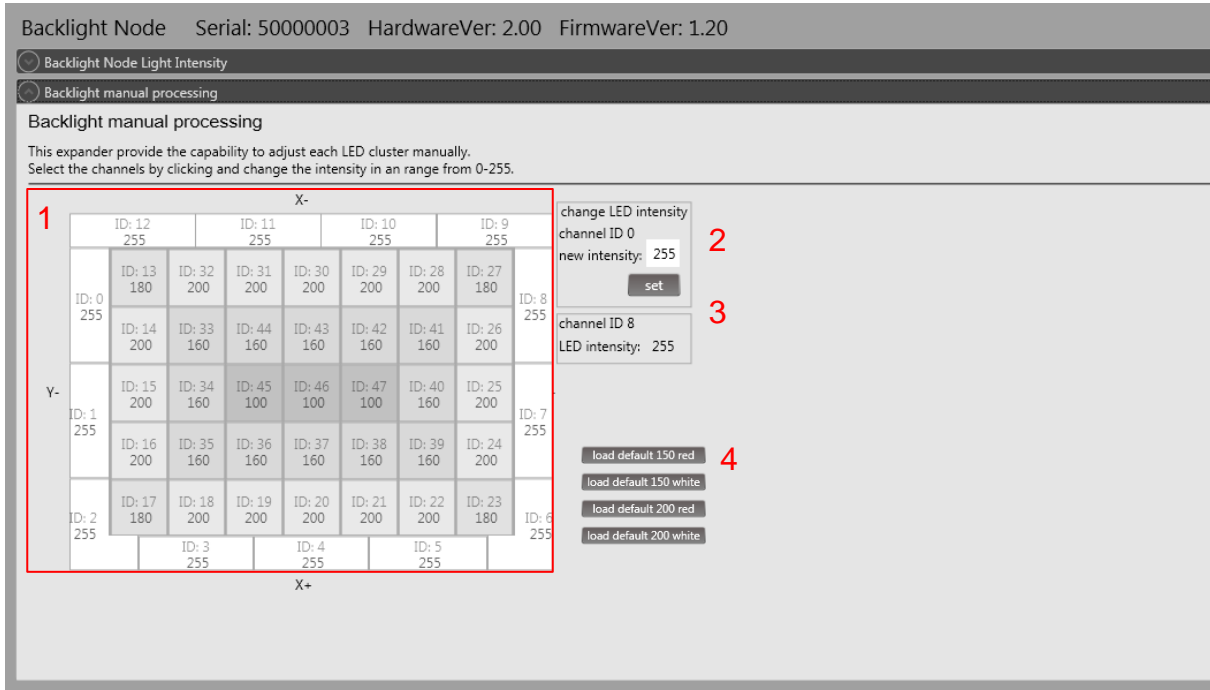 Backlight Node Serial: 50000003 HardwareVer: 2.00 FirmwareVer: 1.20
Backlight Node Light Intensity
Backlight manual processing
Backlight manual processing
This expander provide the capability to adjust each LED cluster manually.
Select the channels by clicking and change the intensity in an range from 0-255.
1
X-
ID: 12 ID: 11 ID: 10 ID: 9
255 255 255 255
ID: 13 ID: 32 ID: 31 ID: 30 ID: 29 ID: 28 ID: 27
180 200 200 200 200 200 180
ID: 0 ID: 8
255 255
ID: 14 ID: 33 ID: 44 ID: 43 ID: 42 ID: 41 ID: 26
200 160 160 160 160 160 200
Y-
ID: 15 ID: 34 ID: 45 ID: 46 ID: 47 ID: 40 ID: 25
200 160 100 100 100 160 200
ID: 1 ID: 7
255 255
ID: 16 ID: 35 ID: 36 ID: 37 ID: 38 ID: 39 ID: 24
200 160 160 160 160 160 200
ID: 17 ID: 18 ID: 19 ID: 20 ID: 21 ID: 22 ID: 23
180 200 200 200 200 200 180
ID: 2 ID: 6
255 255
ID: 3 ID: 4 ID: 5
255 255 255
X+
change LED intensity
channel ID 0
new intensity: 255
set
2
3
channel ID 8
LED intensity: 255
load default 150 red
4
load default 150 white
load default 200 red
load default 200 white